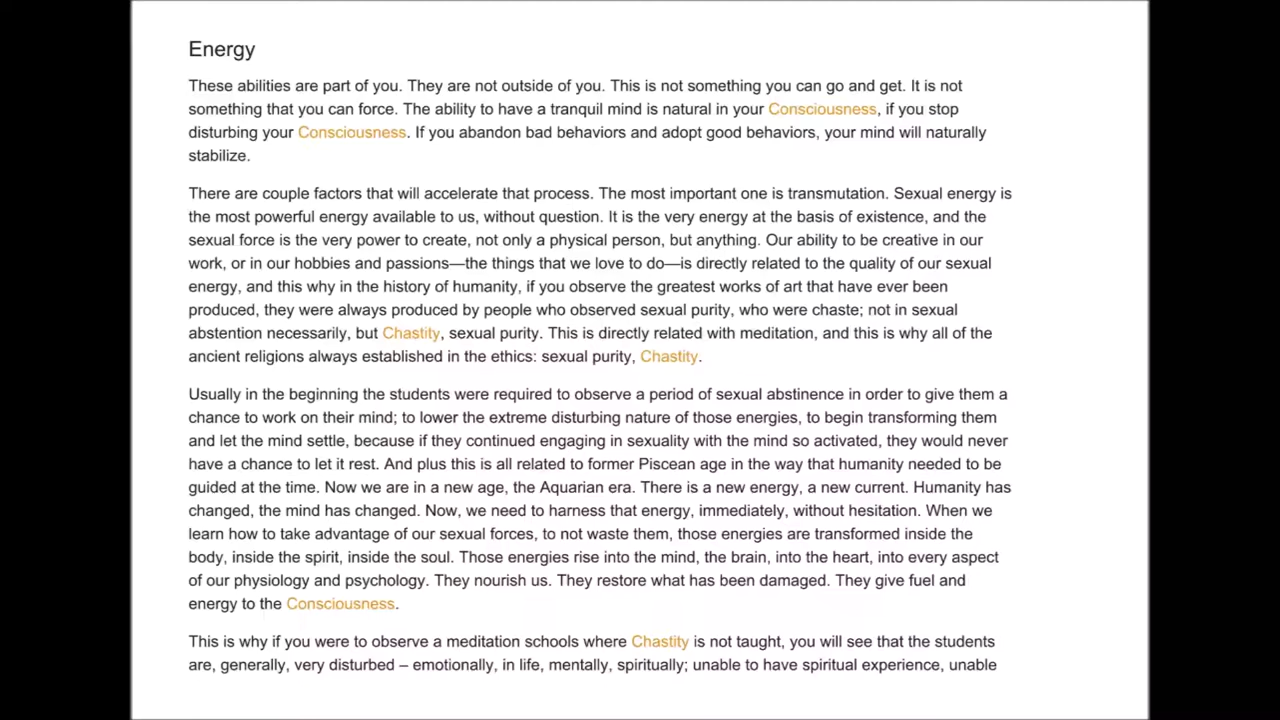 Energy
These abilities are part of you. They are not outside of you. This is not something you can go and get. It is not
something that you can force. The ability to have a tranquil mind is natural in your Consciousness, if you stop
disturbing your Consciousness. If you abandon bad behaviors and adopt good behaviors, your mind will naturally
stabilize.
There are couple factors that will accelerate that process. The most important one is transmutation. Sexual energy is
the most powerful energy available to us, without question. It is the very energy at the basis of existence, and the
sexual force is the very power to create, not only a physical person, but anything. Our ability to be creative in our
work, or in our hobbies and passions—the things that we love to do—is directly related to the quality of our sexual
energy, and this why in the history of humanity, if you observe the greatest works of art that have ever been
produced, they were always produced by people who observed sexual purity, who were chaste; not in sexual
abstention necessarily, but Chastity, sexual purity. This is directly related with meditation, and this is why all of the
ancient religions always established in the ethics: sexual purity, Chastity.
Usually in the beginning the students were required to observe a period of sexual abstinence in order to give them a
chance to work on their mind; to lower the extreme disturbing nature of those energies, to begin transforming them
and let the mind settle, because if they continued engaging in sexuality with the mind so activated, they would never
have a chance to let it rest. And plus this is all related to former Piscean age in the way that humanity needed to be
guided at the time. Now we are in a new age, the Aquarian era. There is a new energy, a new current. Humanity has
changed, the mind has changed. Now, we need to harness that energy, immediately, without hesitation. When we
learn how to take advantage of our sexual forces, to not waste them, those energies are transformed inside the
body, inside the spirit, inside the soul. Those energies rise into the mind, the brain, into the heart, into every aspect
of our physiology and psychology. They nourish us. They restore what has been damaged. They give fuel and
energy to the Consciousness.
This is why if you were to observe a meditation schools where Chastity is not taught, you will see that the students
are, generally, very disturbed – emotionally, in life, mentally, spiritually; unable to have spiritual experience, unable